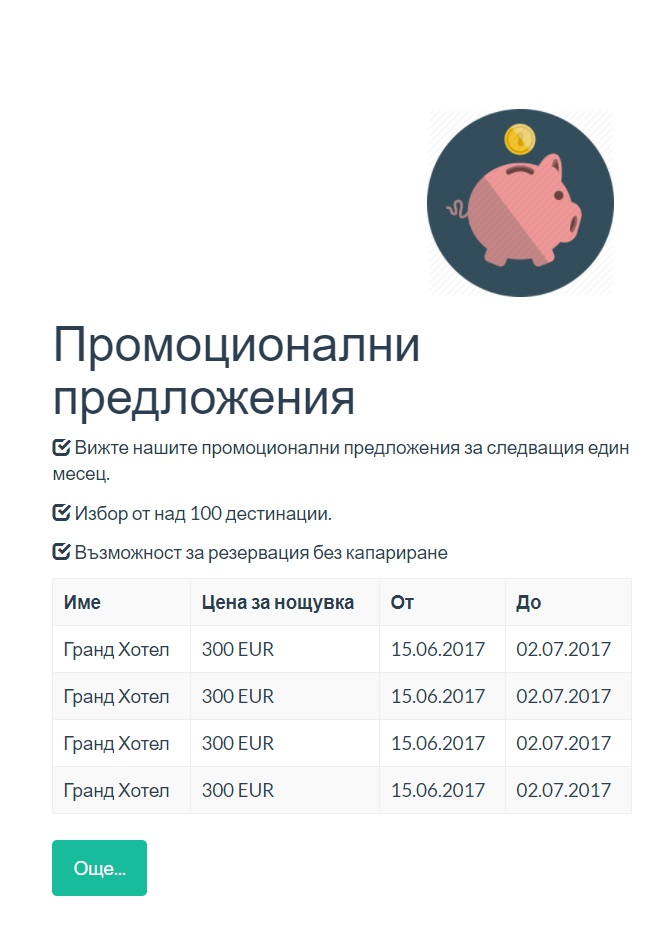 Промоционални
предложения
Вижте нашите промоционални предложения за следващия един
месец.
Избор от над 100 дестинации.
Възможност за резервация без капариране
Име Цена за нощувка От До
Гранд Хотел 300 EUR 15.06.2017 02.07.2017
Гранд Хотел 300 EUR 15.06.2017 02.07.2017
Гранд Хотел 300 EUR 15.06.2017 02.07.2017
Гранд Хотел 300 EUR 15.06.2017 02.07.2017
Още...